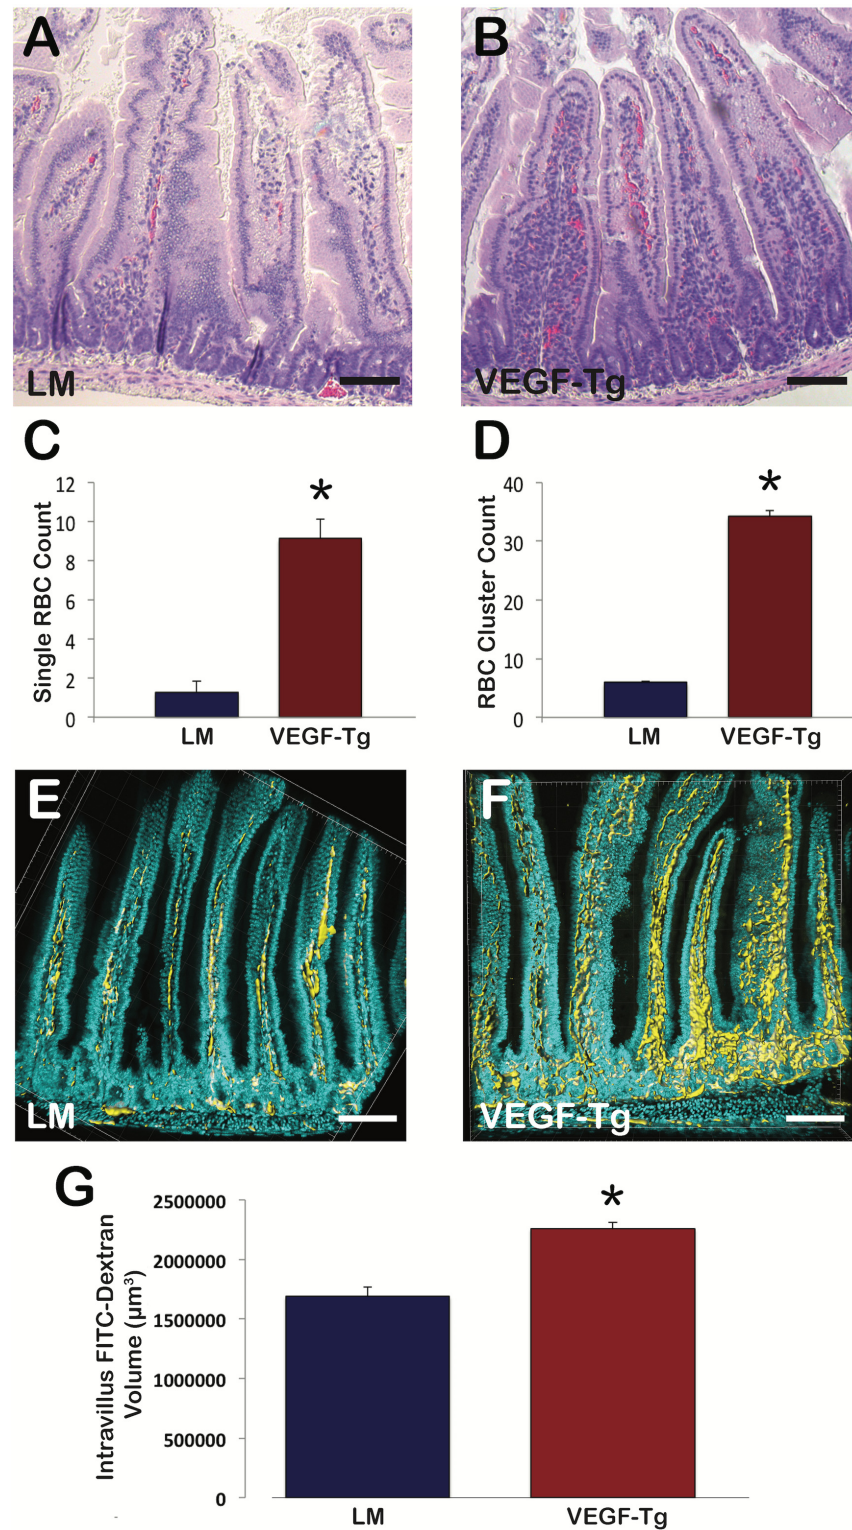 A
B
LM
VEGF-Tg
C
D
Single RBC Count
12
10
8
6
4
2
0
*
LM
VEGF-Tg
RBC Cluster Count
40
30
20
10
0
*
LM
VEGF-Tg
E
F
LM
VEGF-Tg
G
Intravillus FITC-Dextran
Volume (µm³)
2500000
2000000
1500000
1000000
500000
0
*
LM
VEGF-Tg